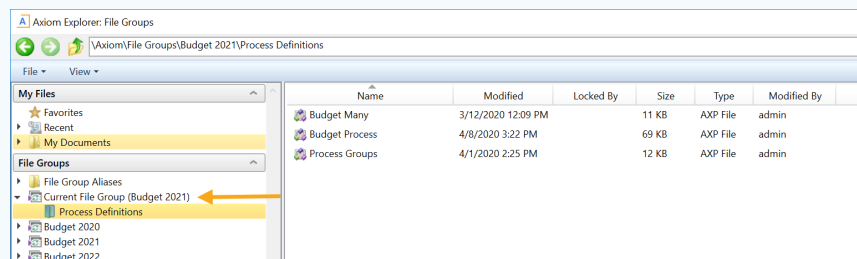 Axiom Explorer: File Groups
\Axiom\File Groups\Budget 2021\Process Definitions
File View
My Files
Favorites
Recent
My Documents
File Groups
File Group Aliases
Current File Group (Budget 2021)
Process Definitions
Budget 2020
Budget 2021
Budget 2022
Name Modified Locked By Size Type Modified By
Budget Many 3/12/2020 12:09 PM 11 KB AXP File admin
Budget Process 4/8/2020 3:22 PM 69 KB AXP File admin
Process Groups 4/1/2020 2:25 PM 12 KB AXP File admin